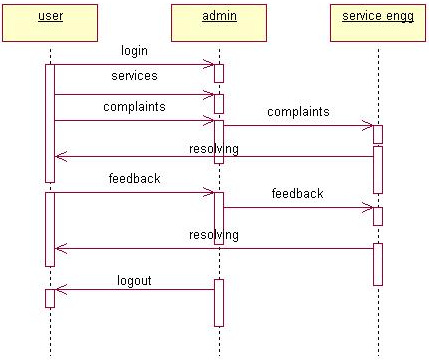 user admin service engg
login
services
complaints complaints
resolving
feedback
feedback
resolving
logout